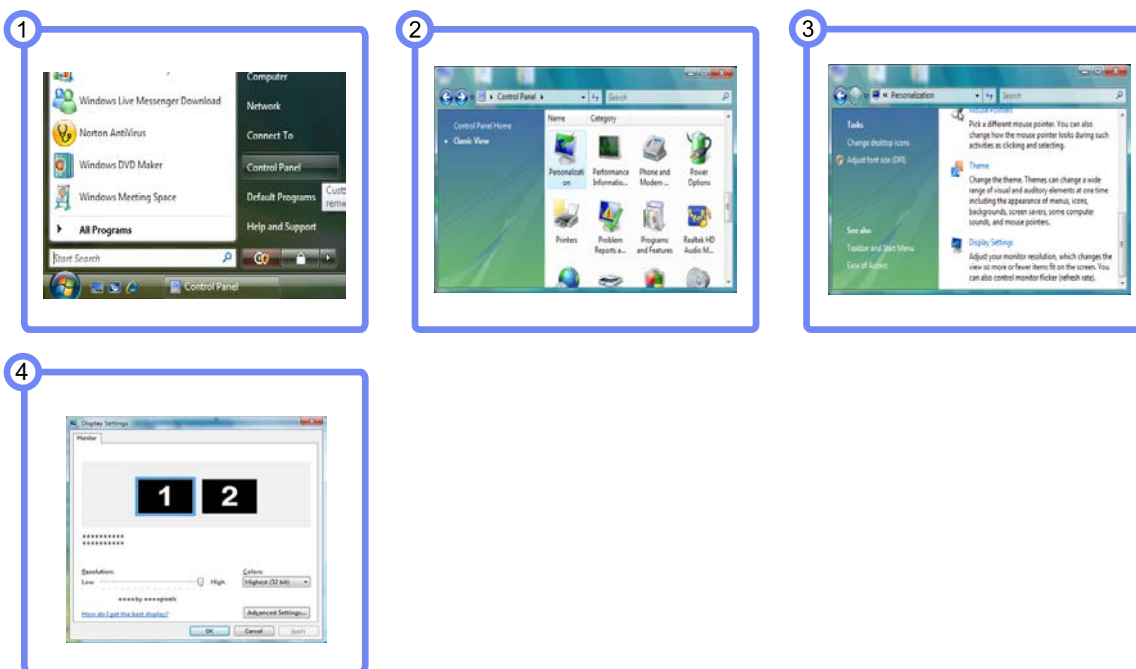 1
Computer
Windows Live Messenger Download
Network
Norton AntiVirus
Connect To
Windows DVD Maker
Control Panel
Windows Meeting Space
Default Programs
All Programs
Help and Support
Start Search
Control Panel
2
Control Panel
Search
Control Panel Home
Classic View
Name Category
Personalizati
on
Performance
Informatio...
Phone and
Modem ...
Power
Options
Printers
Problem
Reports a...
Programs
and Features
Realtek HD
Audio M...
3
Personalization
Search
Tasks
Change desktop icons
Adjust font size (DPI)
See also
Taskbar and Start Menu
Ease of Access
Mouse Pointers
Pick a different mouse pointer. You can also
change how the mouse pointer looks during such
activities as clicking and selecting.
Theme
Change the theme. Themes can change a wide
range of visual and auditory elements at one time
including the appearance of menus, icons,
backgrounds, screen savers, some computer
sounds, and mouse pointers.
Display Settings
Adjust your monitor resolution, which changes the
view so more or fewer items fit on the screen. You
can also control monitor flicker (refresh rate).
4
Display Settings
Monitor
1 2
**********
**********
Resolution:
Low High
Colors:
Highest (32 bit)
****by ****pixels
How do I get the best display?
Advanced Settings...
OK Cancel Apply